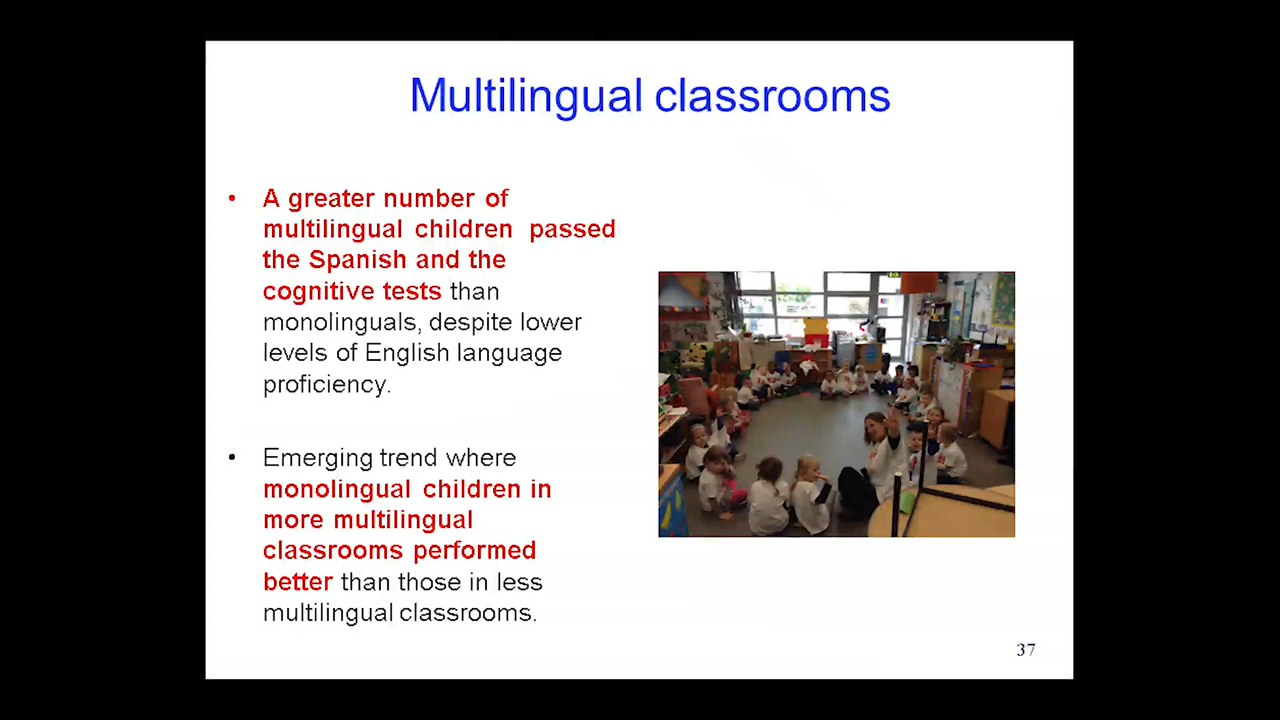 Multilingual classrooms
• A greater number of
multilingual children passed
the Spanish and the
cognitive tests than
monolinguals, despite lower
levels of English language
proficiency.
• Emerging trend where
monolingual children in
more multilingual
classrooms performed
better than those in less
multilingual classrooms.
37